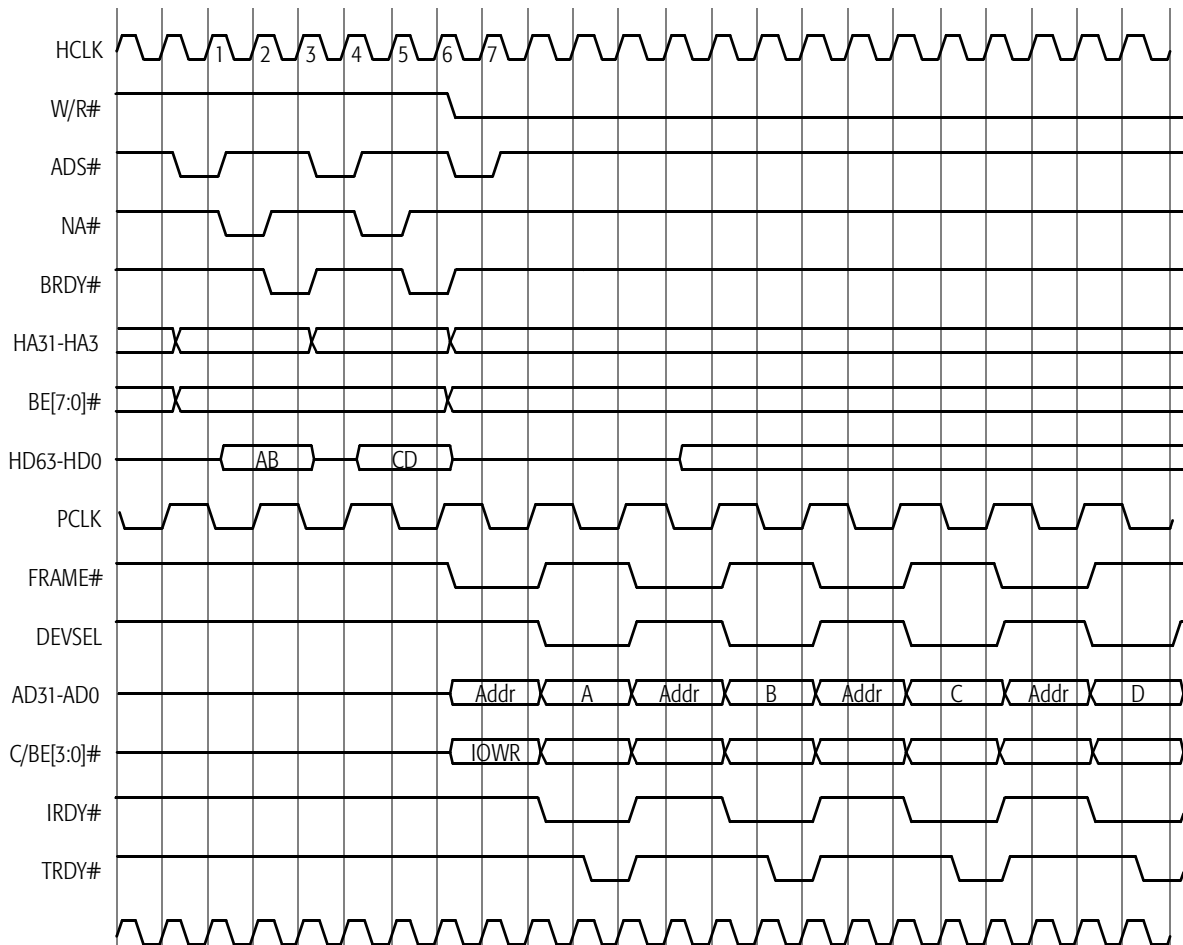 HCLK 1 2 3 4 5 6 7
W/R#
ADS#
NA#
BRDY#
HA31-HA3
BE[7:0]#
HD63-HD0 AB CD
PCLK
FRAME#
DEVSEL
AD31-AD0 Addr A Addr B Addr C Addr D
C/BE[3:0]# IOWR
IRDY#
TRDY#